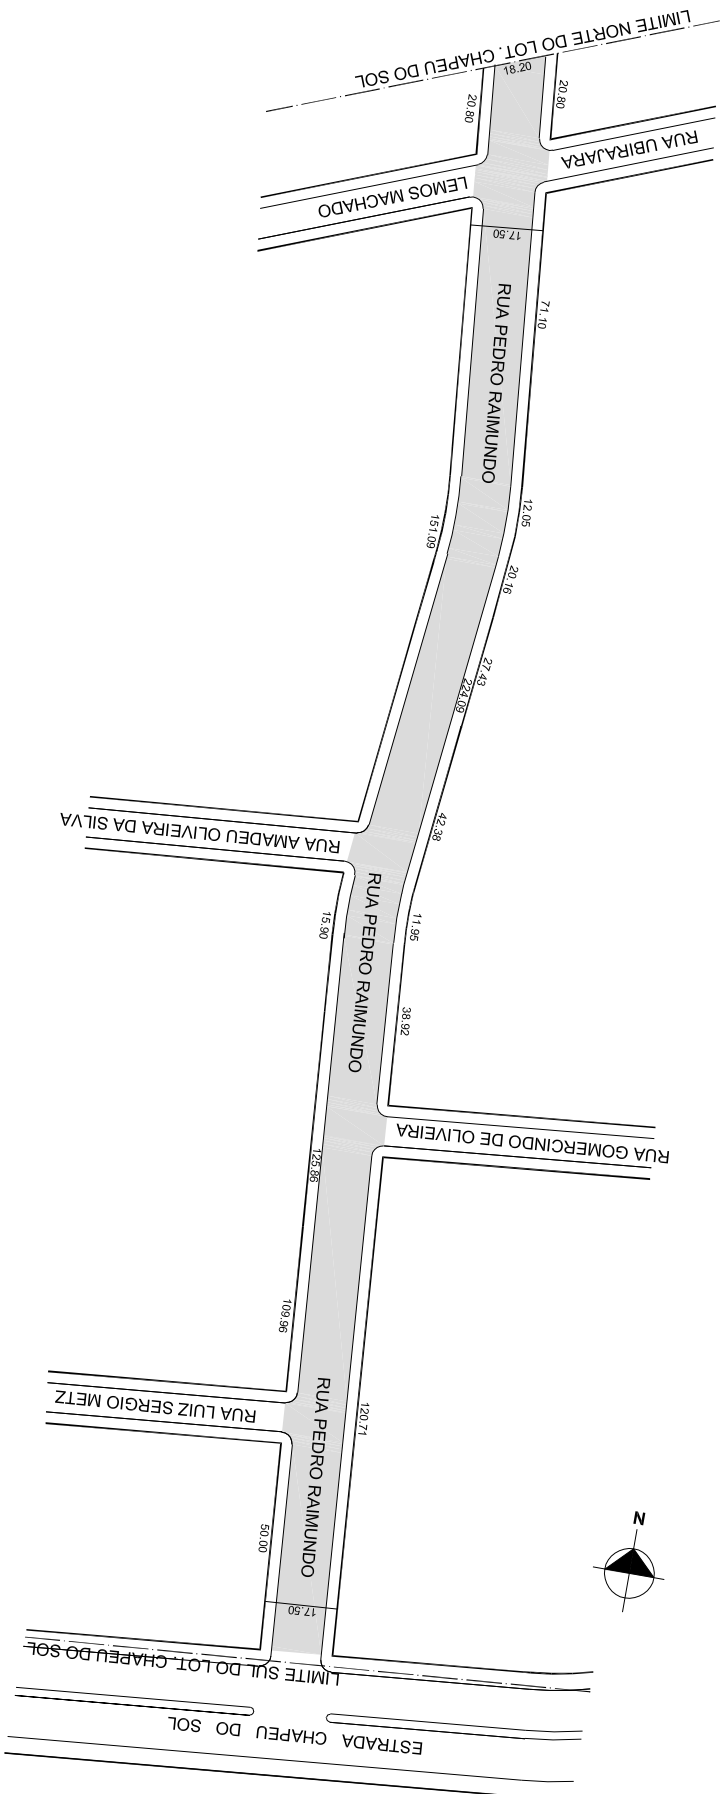 LIMITE NORTE DO LOT. CHAPEU DO SOL
18.20
20.80
20.80
RUA UBIRAJARA
LEMOS MACHADO
17.50
RUA PEDRO RAIMUNDO
71.10
151.09
12.05
20.16
27.43
224.09
42.38
RUA AMADEU OLIVEIRA DA SILVA
RUA PEDRO RAIMUNDO
15.90
11.95
38.92
RUA GOMERCINDO DE OLIVEIRA
125.86
109.96
RUA LUIZ SERGIO METZ
RUA PEDRO RAIMUNDO
120.71
50.00
N
17.50
LIMITE SUL DO LOT. CHAPEU DO SOL
ESTRADA CHAPEU DO SOL